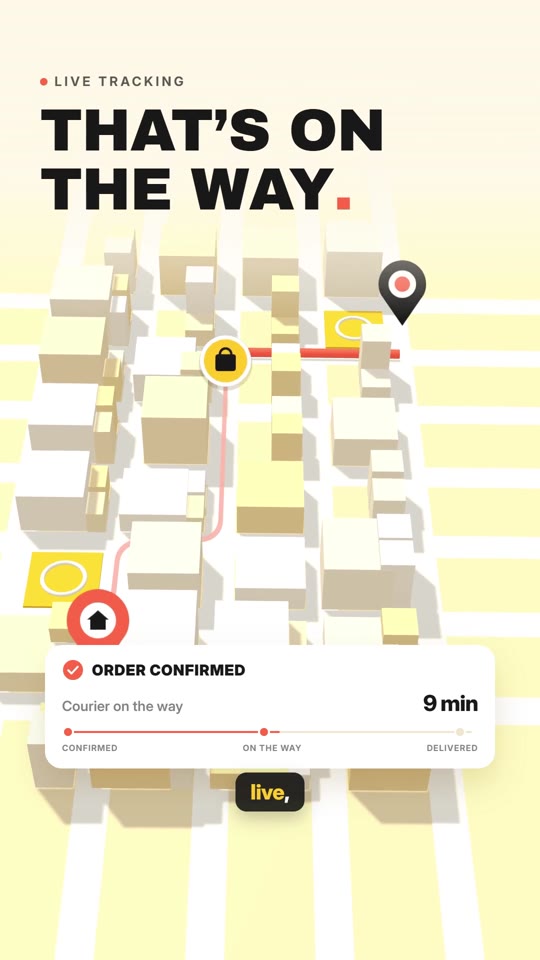 LIVE TRACKING
THAT’S ON
THE WAY.
ORDER CONFIRMED
Courier on the way
9 min
CONFIRMED
ON THE WAY
DELIVERED
live,